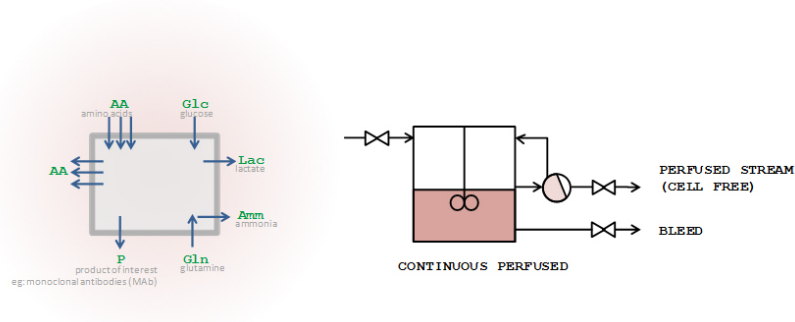 AA
amino acids
Glc
glucose
AA
Lac
lactate
Amm
ammonia
P
product of interest
eg: monoclonal antibodies (MAb)
Gln
glutamine
PERFUSED STREAM
(CELL FREE)
BLEED
CONTINUOUS PERFUSED